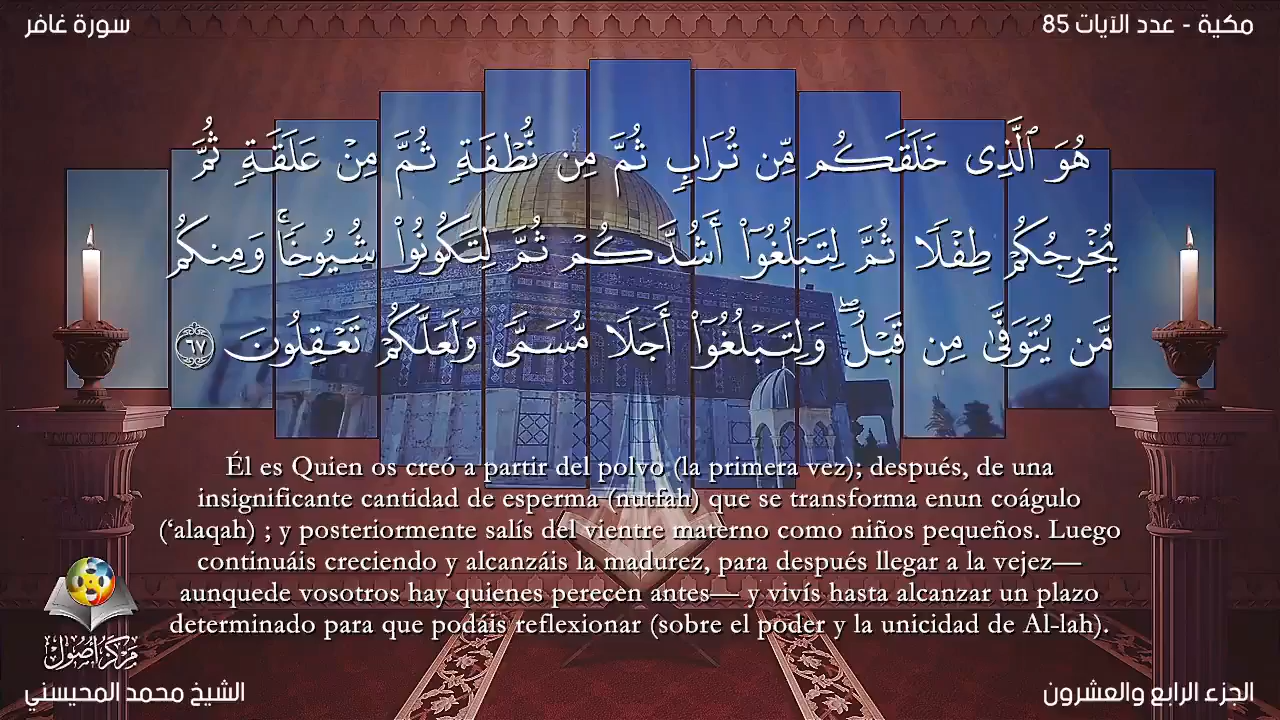 سورة غافر
مكية - عدد الآيات 85
هُوَ ٱلَّذِى خَلَقَكُم مِّن تُرَابٍ ثُمَّ مِن نُّطْفَةٍ ثُمَّ مِنْ عَلَقَةٍ ثُمَّ
يُخْرِجُكُمْ طِفْلًا ثُمَّ لِتَبْلُغُوٓا۟ أَشُدَّكُمْ ثُمَّ لِتَكُونُوا۟ شُيُوخًا ۚ وَمِنكُم
مَّن يُتَوَفَّىٰ مِن قَبْلُ ۖ وَلِتَبْلُغُوٓا۟ أَجَلًا مُّسَمًّى وَلَعَلَّكُمْ تَعْقِلُونَ ٦٧
Él es Quien os creó a partir del polvo (la primera vez); después, de una
insignificante cantidad de esperma (nutfah) que se transforma enun coágulo
(‘alaqah) ; y posteriormente salís del vientre materno como niños pequeños. Luego
continuáis creciendo y alcanzáis la madurez, para después llegar a la vejez—
aunquede vosotros hay quienes perecen antes— y vivís hasta alcanzar un plazo
determinado para que podáis reflexionar (sobre el poder y la unicidad de Al-lah).
مركز أصول
الشيخ محمد المحيسني
الجزء الرابع والعشرون